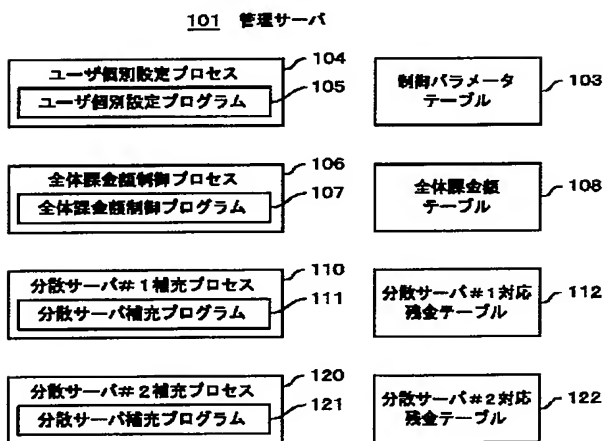 101 管理サーバ
ユーザ個別設定プロセス
104
ユーザ個別設定プログラム
105
制御パラメータ
テーブル
103
全体課金額制御プロセス
106
全体課金額制御プログラム
107
全体課金額
テーブル
108
分散サーバ#1補充プロセス
110
分散サーバ補充プログラム
111
分散サーバ#1対応
残金テーブル
112
分散サーバ#2補充プロセス
120
分散サーバ補充プログラム
121
分散サーバ#2対応
残金テーブル
122